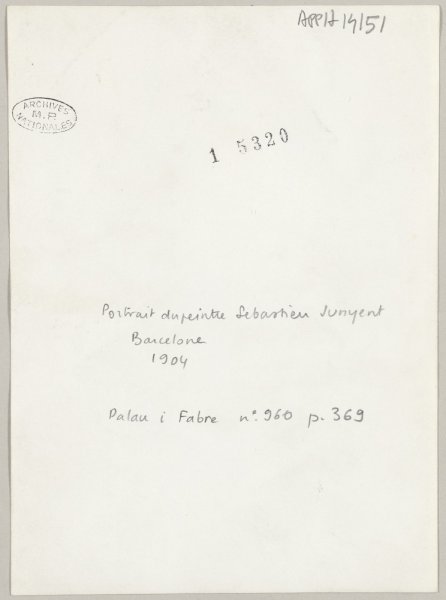 APPH 14151
ARCHIVES
M.P.
NATIONALES
1 5320
Portrait du peintre Sebastien Junyent
Barcelone
1904
Palau i Fabre n°. 960 p. 369